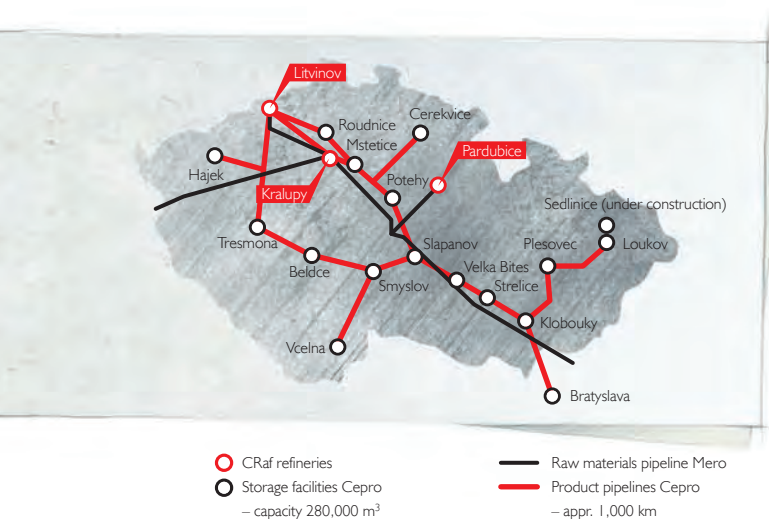 Litvinov
Cerekvice
Roudnice
Mstetice
Pardubice
Hajek
Potehy
Kralupy
Sedlinice (under construction)
Tresmona
Slapanov
Plesovec
Loukov
Beldce
Velka Bites
Smyslov
Strelice
Klobouky
Vcelna
Bratyslava
CRaf refineries
Raw materials pipeline Mero
Storage facilities Cepro
Product pipelines Cepro
– capacity 280,000 m³
– appr. 1,000 km